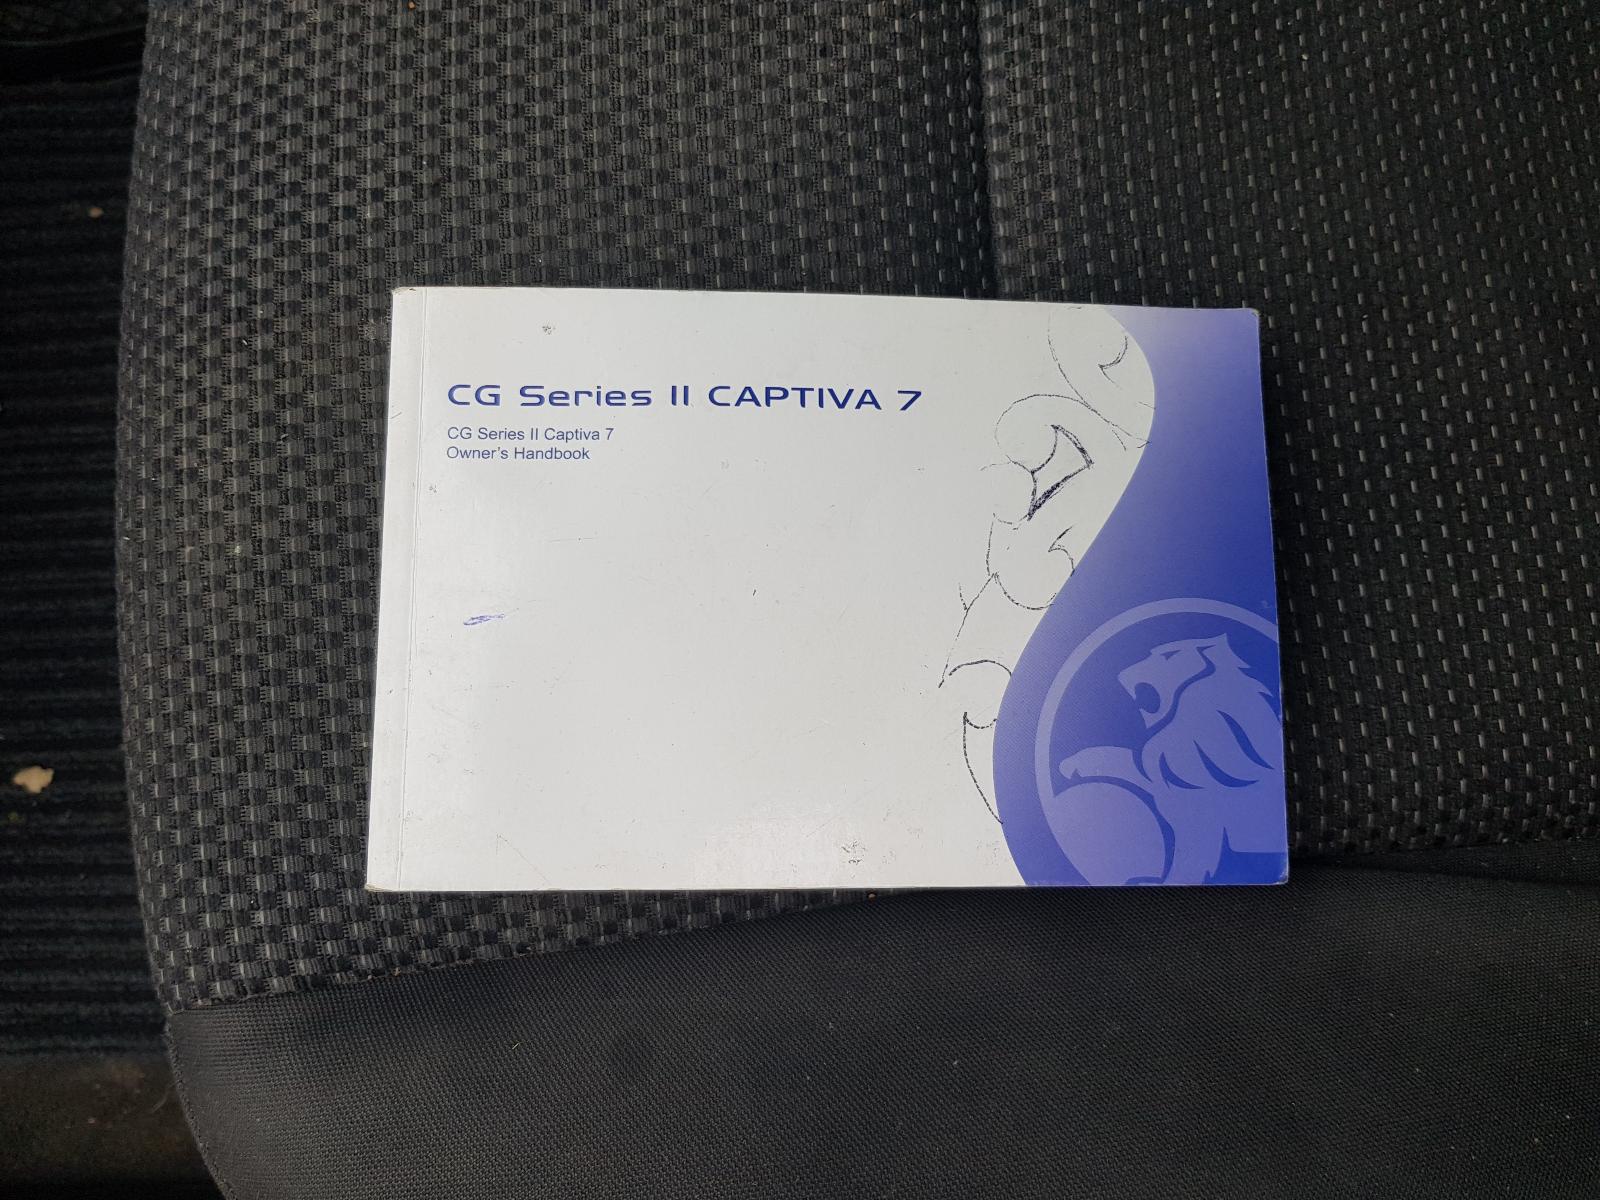 CG Series II CAPTIVA 7
CG Series II Captiva 7
Owner's Handbook